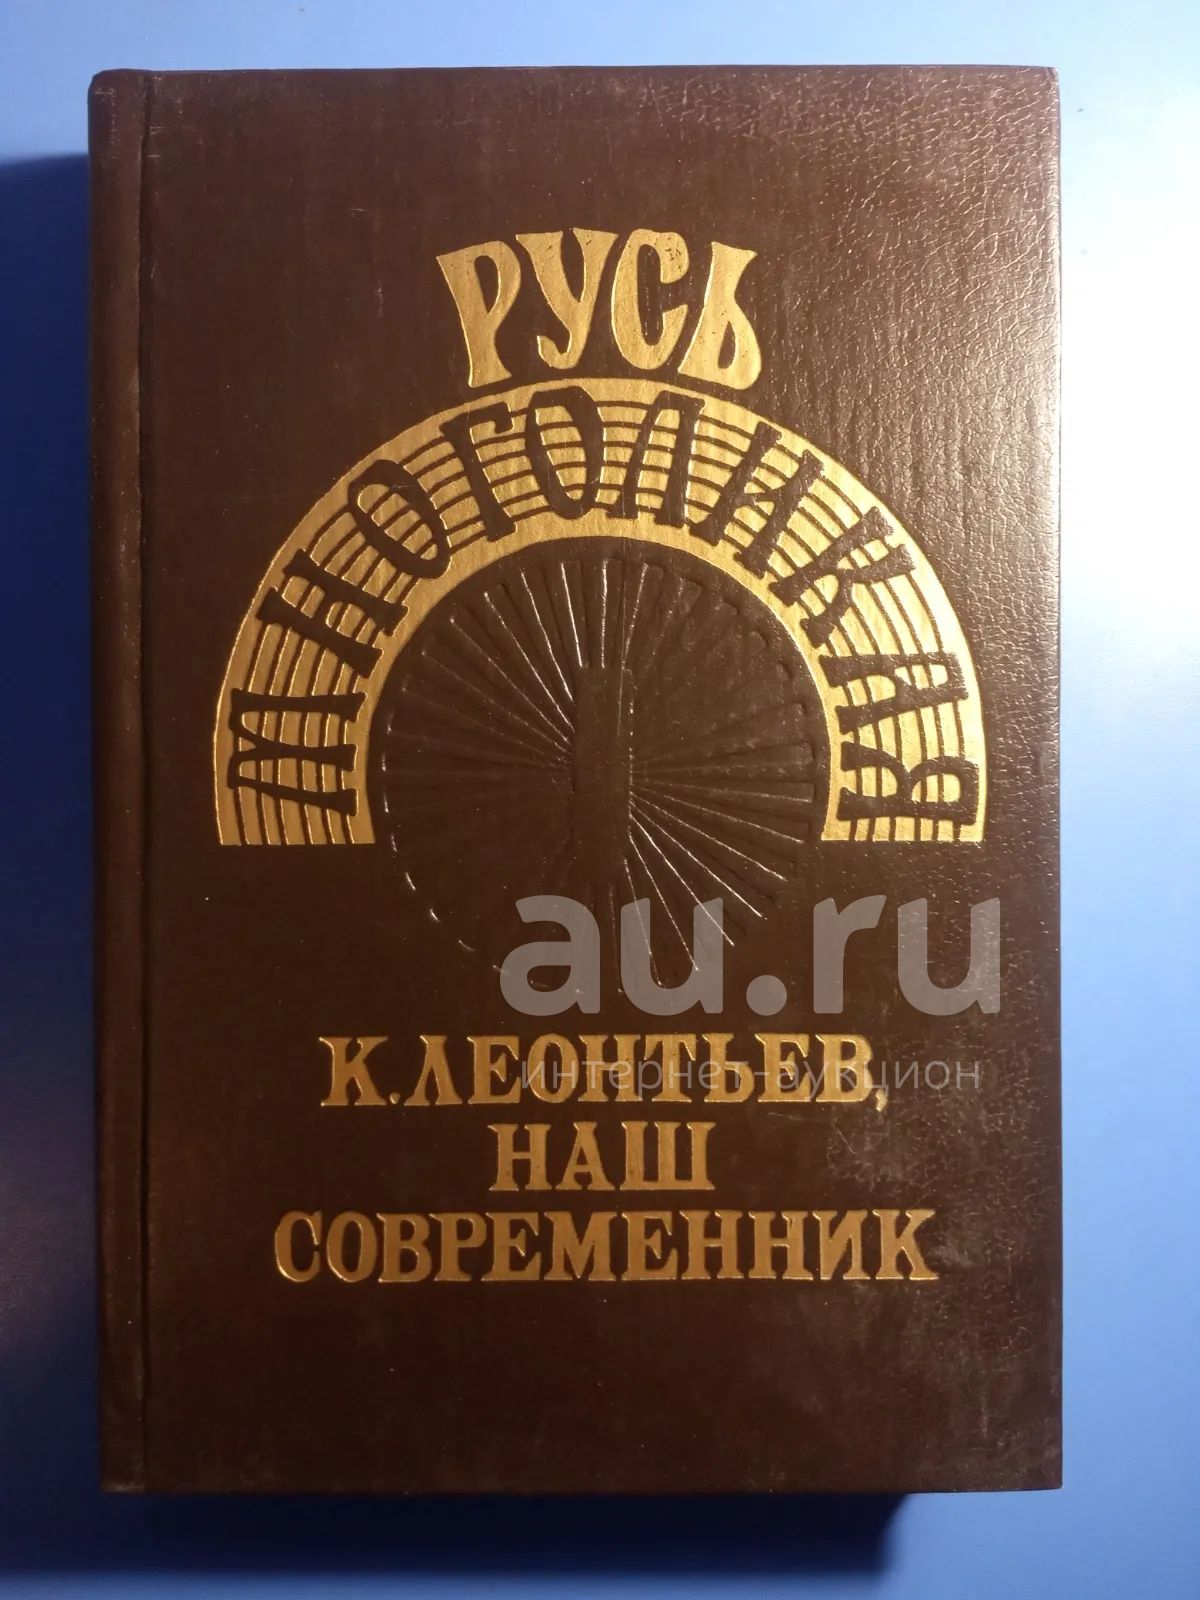 РУСЬ
МНОГОЛИКАЯ
au.ru
К.ЛЕОНТЬЕВ,
интернет-аукцион
НАШ
СОВРЕМЕННИК